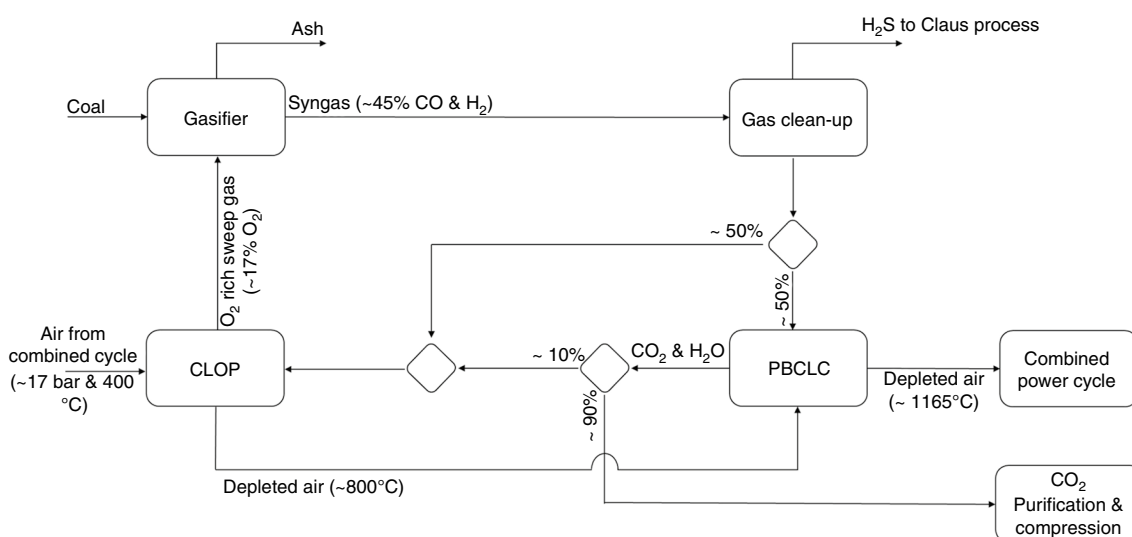 Ash
H₂S to Claus process
Coal
Gasifier
Syngas (~45% CO & H₂)
Gas clean-up
O₂ rich sweep gas
(~17% O₂)
~ 50%
~ 50%
Air from
combined cycle
(~17 bar & 400
°C)
CLOP
~ 10%
CO₂ & H₂O
PBCLC
Depleted air
(~ 1165°C)
Combined
power cycle
~ 90%
Depleted air (~800°C)
CO₂
Purification &
compression